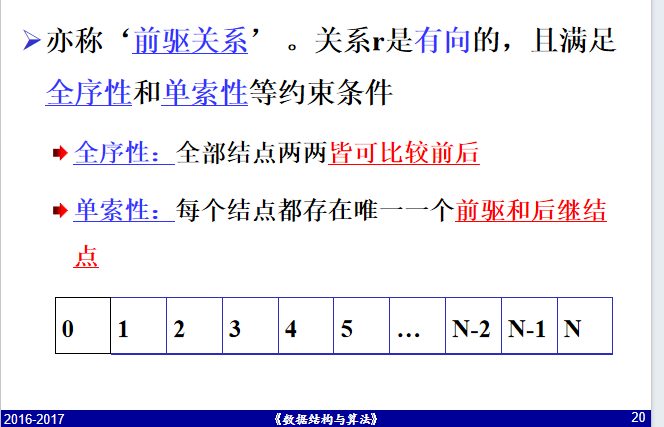 亦称‘前驱关系’ 。关系r是有向的，且满足
全序性和单索性等约束条件
全序性：全部结点两两皆可比较前后
单索性：每个结点都存在唯一一个前驱和后继结
点
0 1 2 3 4 5 … N-2 N-1 N
2016-2017 《数据结构与算法》 20